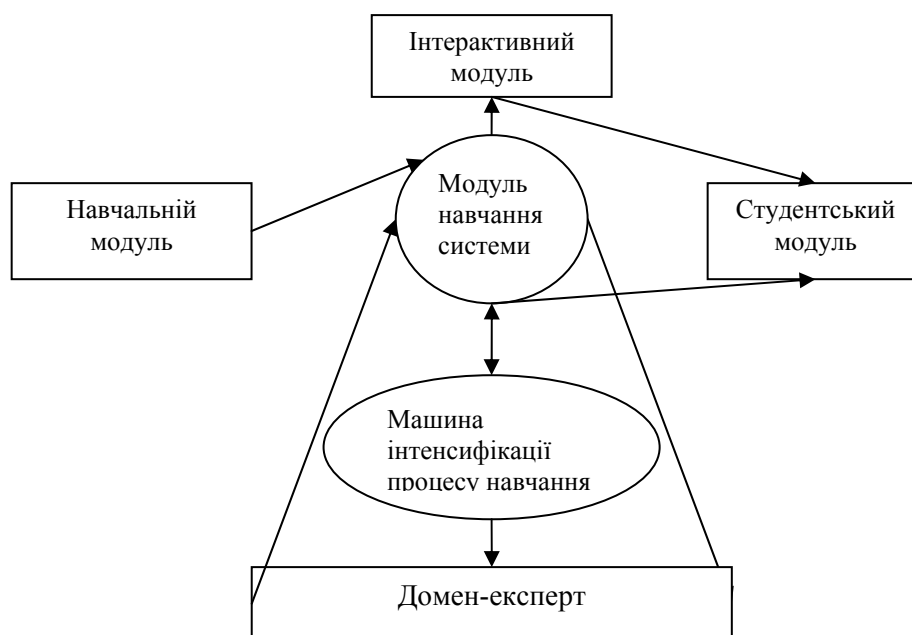 Інтерактивний
модуль
Навчальній
модуль
Модуль
навчання
системи
Студентський
модуль
Машина
інтенсифікації
процесу навчання
Домен-експерт